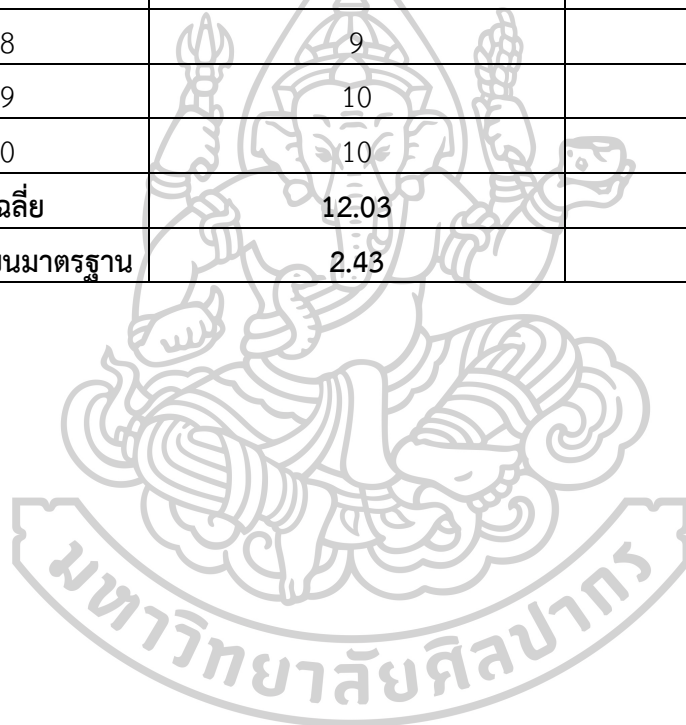 8 9
9 10
0 10
ฉลี่ย 12.03
นมาตรฐาน 2.43
มหาวิทยาลัยศิลปากร